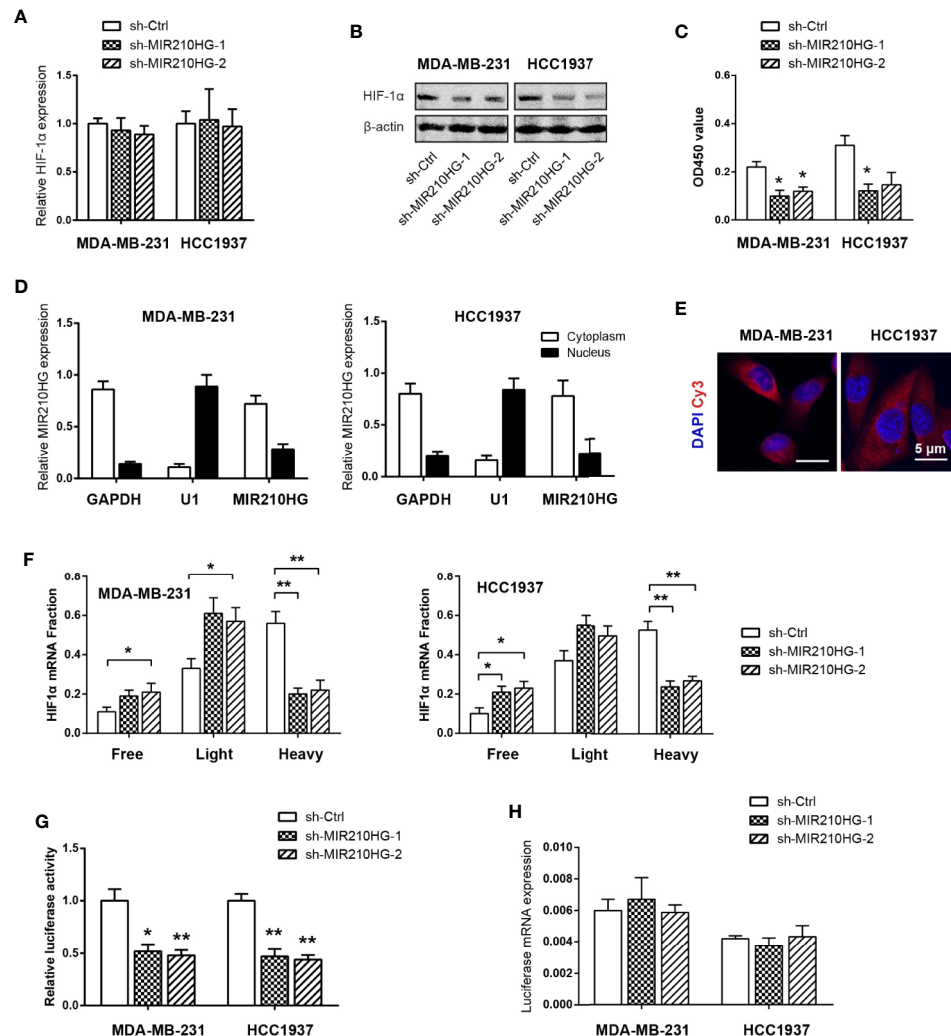 A
sh-Ctrl
sh-MIR210HG-1
sh-MIR210HG-2
Relative HIF-1α expression
1.5
1.0
0.5
0.0
MDA-MB-231 HCC1937
B
MDA-MB-231 HCC1937
HIF-1α
β-actin
sh-Ctrl
sh-MIR210HG-1
sh-MIR210HG-2
sh-Ctrl
sh-MIR210HG-1
sh-MIR210HG-2
C
sh-Ctrl
sh-MIR210HG-1
sh-MIR210HG-2
OD450 value
0.6
0.4
0.2
0.0
* * *
MDA-MB-231 HCC1937
D
MDA-MB-231
Relative MIR210HG expression
1.5
1.0
0.5
0.0
GAPDH U1 MIR210HG
HCC1937
Cytoplasm
Nucleus
Relative MIR210HG expression
1.5
1.0
0.5
0.0
GAPDH U1 MIR210HG
E
MDA-MB-231 HCC1937
DAPI Cy3
5 μm
F
MDA-MB-231
HIF1α mRNA Fraction
0.8
0.6
0.4
0.2
0.0
*
*
**
**
Free Light Heavy
HCC1937
HIF1α mRNA Fraction
0.8
0.6
0.4
0.2
0.0
*
*
**
**
Free Light Heavy
sh-Ctrl
sh-MIR210HG-1
sh-MIR210HG-2
G
sh-Ctrl
sh-MIR210HG-1
sh-MIR210HG-2
Relative luciferase activity
1.5
1.0
0.5
0.0
* ** ** **
MDA-MB-231 HCC1937
H
sh-Ctrl
sh-MIR210HG-1
sh-MIR210HG-2
Luciferase mRNA expression
0.010
0.008
0.006
0.004
0.002
0.000
MDA-MB-231 HCC1937